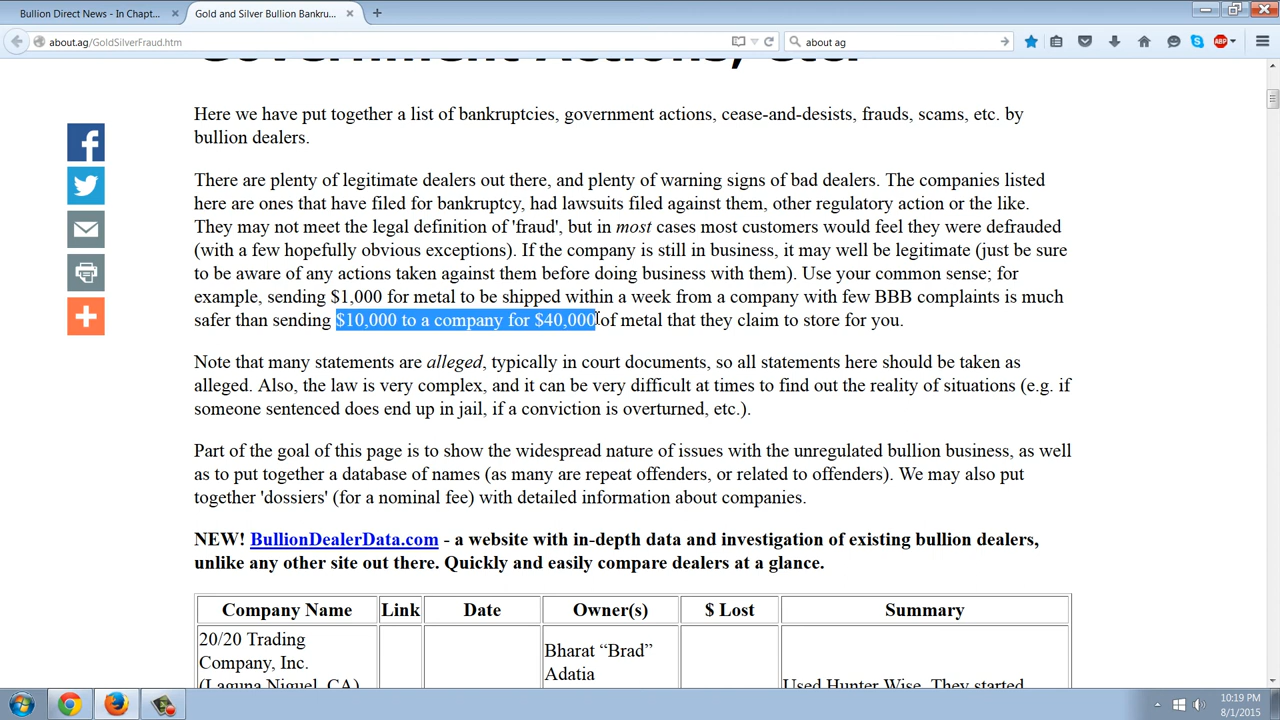 Bullion Direct News - In Chapt...
Gold and Silver Bullion Bankru...
about.ag/GoldSilverFraud.htm
about ag
ABP
Government Actions, etc.
Here we have put together a list of bankruptcies, government actions, cease-and-desists, frauds, scams, etc. by
bullion dealers.
There are plenty of legitimate dealers out there, and plenty of warning signs of bad dealers. The companies listed
here are ones that have filed for bankruptcy, had lawsuits filed against them, other regulatory action or the like.
They may not meet the legal definition of 'fraud', but in most cases most customers would feel they were defrauded
(with a few hopefully obvious exceptions). If the company is still in business, it may well be legitimate (just be sure
to be aware of any actions taken against them before doing business with them). Use your common sense; for
example, sending $1,000 for metal to be shipped within a week from a company with few BBB complaints is much
safer than sending $10,000 to a company for $40,000 of metal that they claim to store for you.
Note that many statements are alleged, typically in court documents, so all statements here should be taken as
alleged. Also, the law is very complex, and it can be very difficult at times to find out the reality of situations (e.g. if
someone sentenced does end up in jail, if a conviction is overturned, etc.).
Part of the goal of this page is to show the widespread nature of issues with the unregulated bullion business, as well
as to put together a database of names (as many are repeat offenders, or related to offenders). We may also put
together 'dossiers' (for a nominal fee) with detailed information about companies.
NEW! BullionDealerData.com - a website with in-depth data and investigation of existing bullion dealers,
unlike any other site out there. Quickly and easily compare dealers at a glance.
Company Name Link Date Owner(s) $ Lost Summary
20/20 Trading
Company, Inc.
(Laguna Niguel, CA)
Bharat “Brad”
Adatia
Used Hunter Wise. They started
10:19 PM
8/1/2015